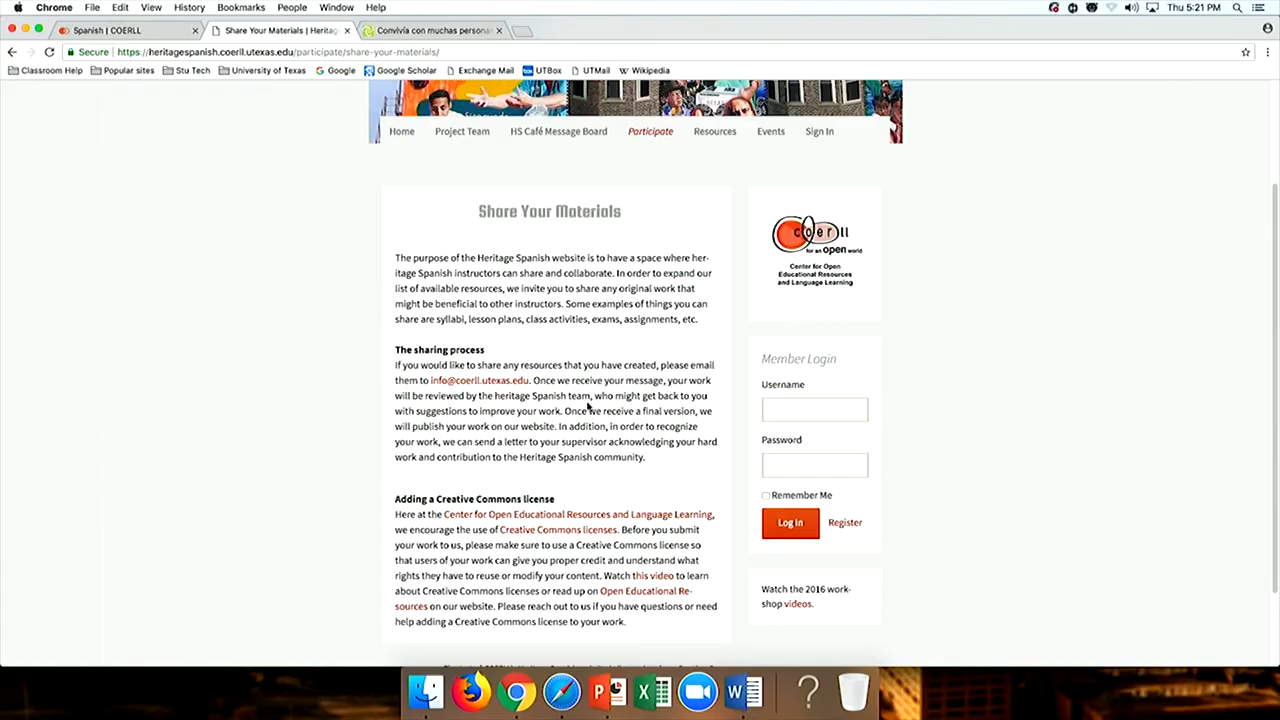 Chrome File Edit View History Bookmarks People Window Help Thu 5:21 PM
Spanish | COERLL Share Your Materials | Heritag Convivía con muchas persona
Secure https://heritagespanish.coerll.utexas.edu/participate/share-your-materials/
Classroom Help Popular sites Stu Tech University of Texas Google Google Scholar Exchange Mail UTBox UTMail Wikipedia
Home Project Team HS Café Message Board Participate Resources Events Sign In
Share Your Materials
The purpose of the Heritage Spanish website is to have a space where her-
itage Spanish instructors can share and collaborate. In order to expand our
list of available resources, we invite you to share any original work that
might be beneficial to other instructors. Some examples of things you can
share are syllabi, lesson plans, class activities, exams, assignments, etc.
The sharing process
If you would like to share any resources that you have created, please email
them to info@coerll.utexas.edu. Once we receive your message, your work
will be reviewed by the heritage Spanish team, who might get back to you
with suggestions to improve your work. Once we receive a final version, we
will publish your work on our website. In addition, in order to recognize
your work, we can send a letter to your supervisor acknowledging your hard
work and contribution to the Heritage Spanish community.
Adding a Creative Commons license
Here at the Center for Open Educational Resources and Language Learning,
we encourage the use of Creative Commons licenses. Before you submit
your work to us, please make sure to use a Creative Commons license so
that users of your work can give you proper credit and understand what
rights they have to reuse or modify your content. Watch this video to learn
about Creative Commons licenses or read up on Open Educational Re-
sources on our website. Please reach out to us if you have questions or need
help adding a Creative Commons license to your work.
coerll
for an open world
Center for Open
Educational Resources
and Language Learning
Member Login
Username
Password
Remember Me
Log In Register
Watch the 2016 work-
shop videos.